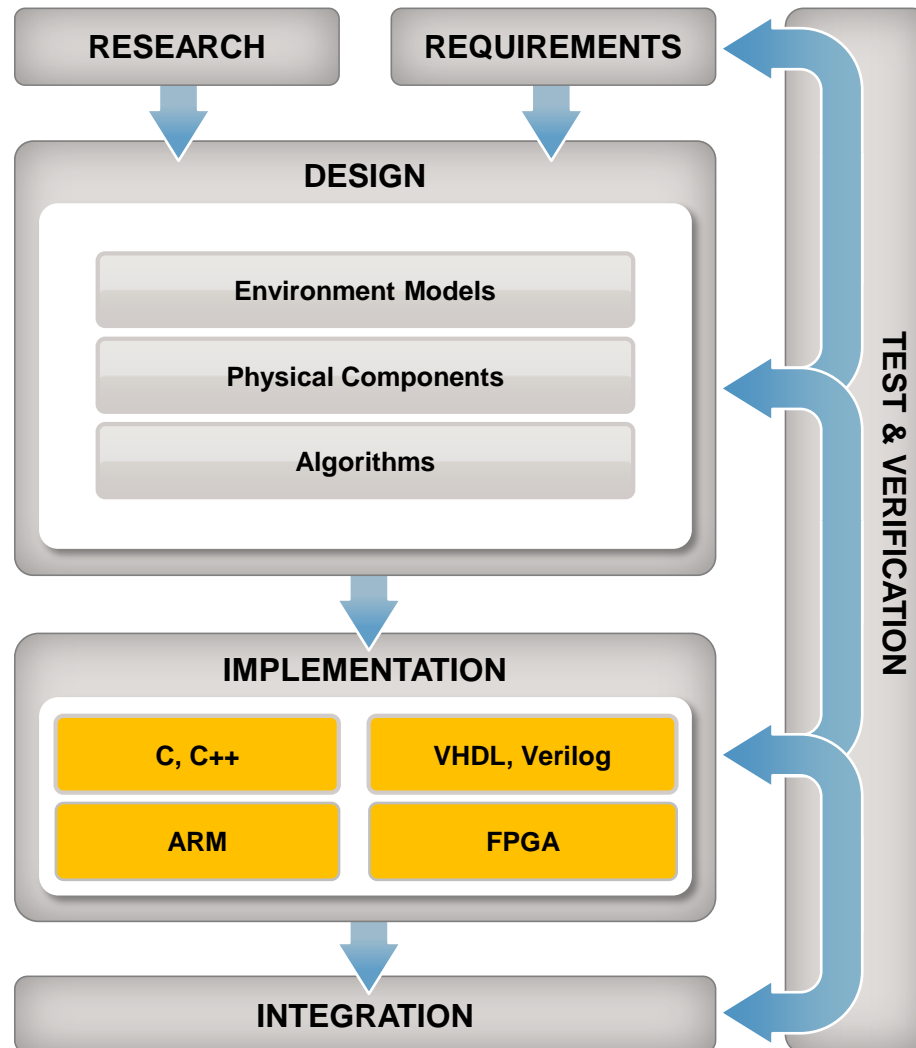 RESEARCH
REQUIREMENTS
DESIGN
Environment Models
Physical Components
Algorithms
IMPLEMENTATION
C, C++
VHDL, Verilog
ARM
FPGA
INTEGRATION
TEST & VERIFICATION